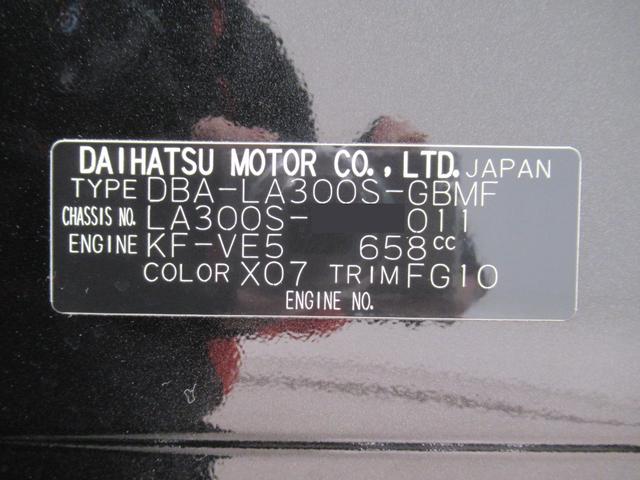 DAIHATSU MOTOR CO., LTD. JAPAN
TYPE DBA-LA300S-GBMF
CHASSIS NO. LA300S- 011
ENGINE KF-VE5 658cc
COLOR X07 TRIM FG10
ENGINE NO.